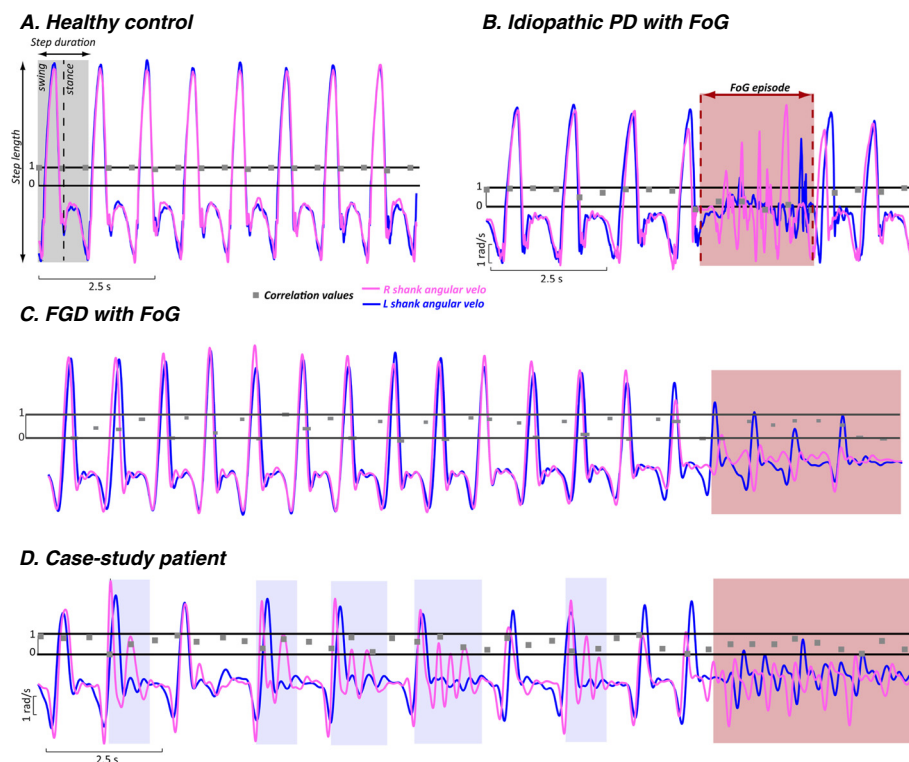 A. Healthy control
Step duration
swing
stance
Step length
1
0
2.5 s
B. Idiopathic PD with FoG
FoG episode
1
0
1 rad/s
2.5 s
Correlation values
R shank angular velo
L shank angular velo
C. FGD with FoG
1
0
D. Case-study patient
1
0
1 rad/s
2.5 s